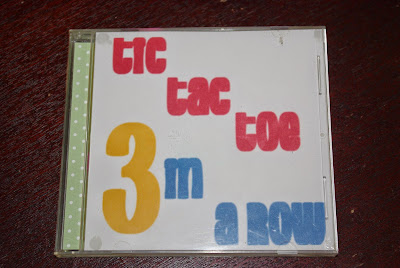 tic
tac
toe
3 in
a row